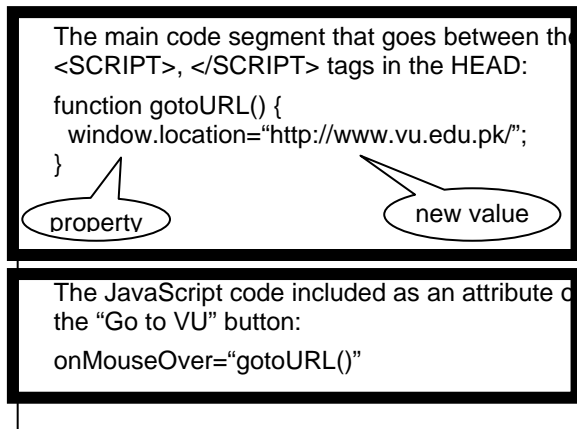 The main code segment that goes between the
<SCRIPT>, </SCRIPT> tags in the HEAD:
function gotoURL() {
window.location=“http://www.vu.edu.pk/”;
}
property
new value
The JavaScript code included as an attribute
the “Go to VU” button:
onMouseOver=“gotoURL()”